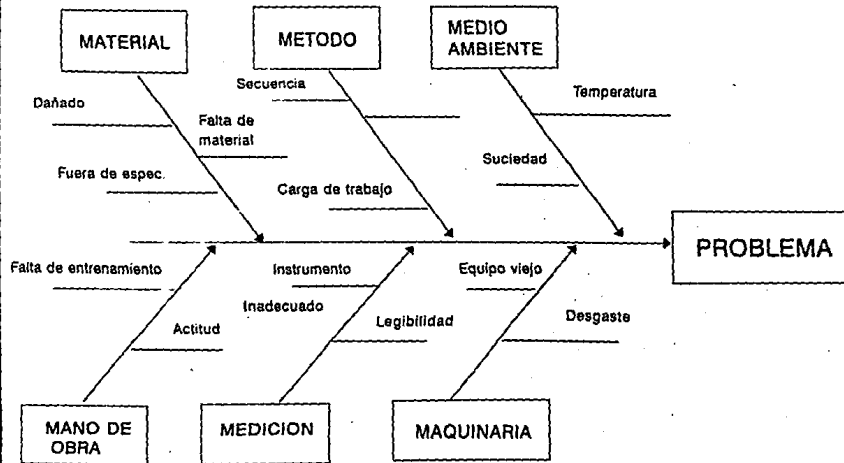 MATERIAL
METODO
MEDIO
AMBIENTE
Dañado
Falta de
material
Fuera de espec.
Secuencia
Carga de trabajo
Temperatura
Suciedad
PROBLEMA
Falta de entrenamiento
Actitud
Instrumento
Inadecuado
Legibilidad
Equipo viejo
Desgaste
MANO DE
OBRA
MEDICION
MAQUINARIA